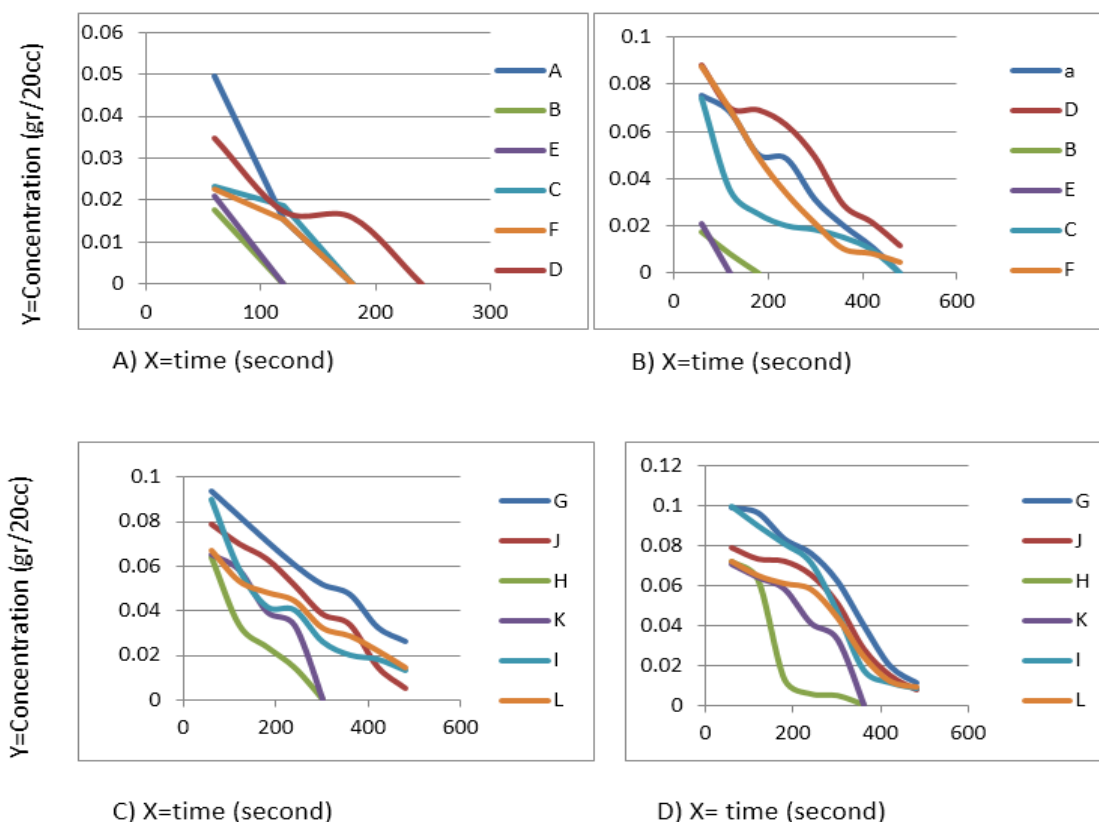 Y=Concentration (gr/20cc)
0.06
0.05
0.04
0.03
0.02
0.01
0
0 100 200 300
A
B
E
C
F
D
A) X=time (second)
0.1
0.08
0.06
0.04
0.02
0
0 200 400 600
a
D
B
E
C
F
B) X=time (second)
Y=Concentration (gr/20cc)
0.1
0.08
0.06
0.04
0.02
0
0 200 400 600
G
J
H
K
I
L
C) X=time (second)
0.12
0.1
0.08
0.06
0.04
0.02
0
0 200 400 600
G
J
H
K
I
L
D) X= time (second)